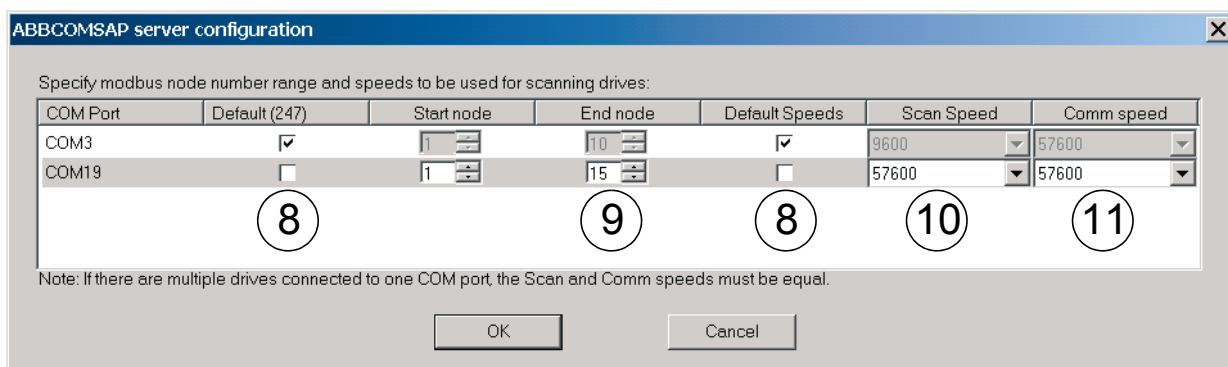 ABBCOMSAP server configuration
Specify modbus node number range and speeds to be used for scanning drives:
COM Port Default (247) Start node End node Default Speeds Scan Speed Comm speed
COM3 1 10 9600 57600
COM19 1 15 57600 57600
8 9 8 10 11
Note: If there are multiple drives connected to one COM port, the Scan and Comm speeds must be equal.
OK Cancel